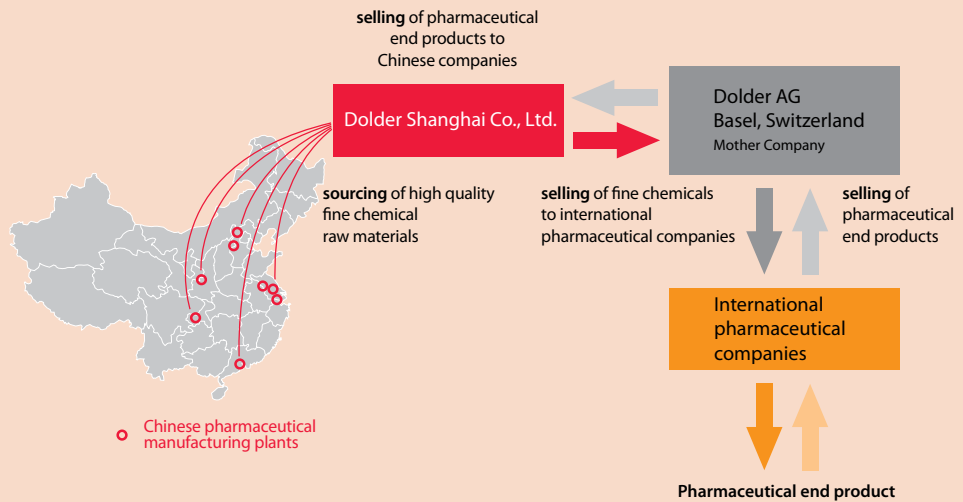 selling of pharmaceutical
end products to
Chinese companies
Dolder Shanghai Co., Ltd.
Dolder AG
Basel, Switzerland
Mother Company
sourcing of high quality
fine chemical
raw materials
selling of fine chemicals
to international
pharmaceutical companies
selling of
pharmaceutical
end products
International
pharmaceutical
companies
Chinese pharmaceutical
manufacturing plants
Pharmaceutical end product